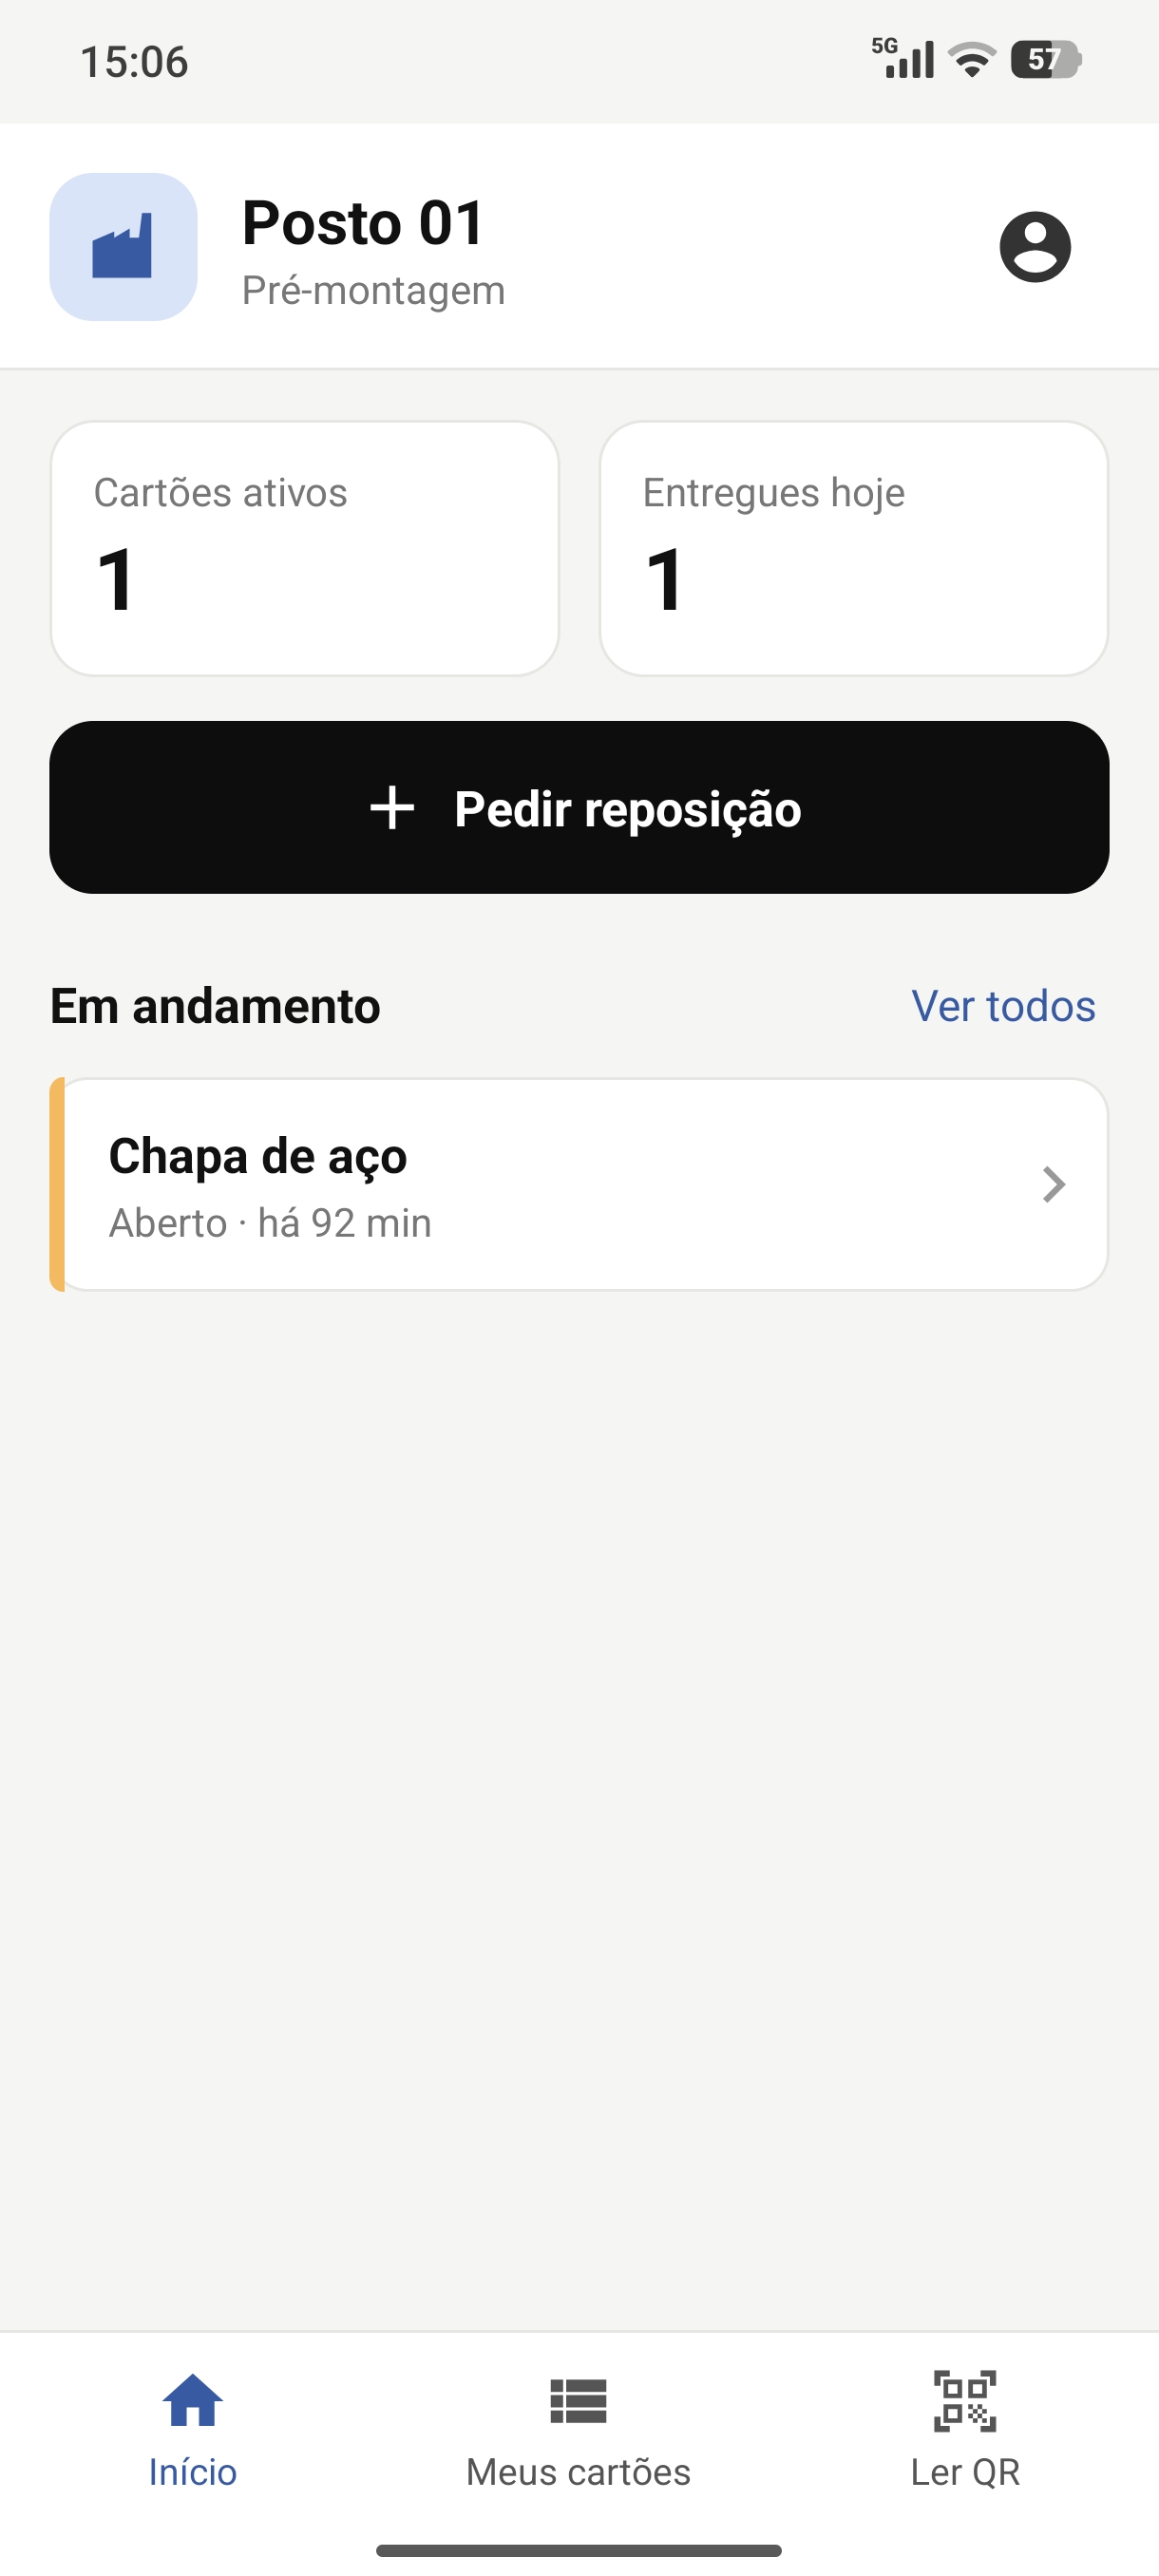 15:06
5G
57
Posto 01
Pré-montagem
Cartões ativos
1
Entregues hoje
1
Pedir reposição
Em andamento
Ver todos
Chapa de aço
Aberto · há 92 min
Início
Meus cartões
Ler QR